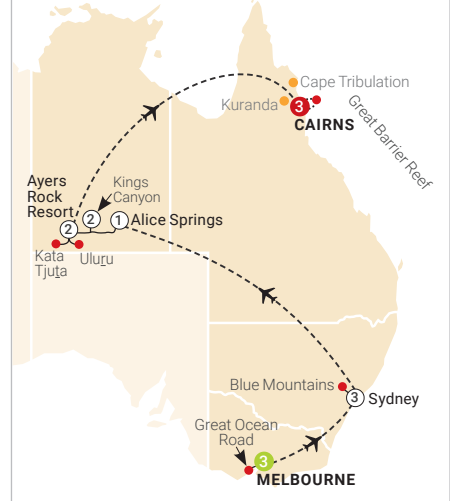 Cape Tribulation
Kuranda
3
CAIRNS
Great Barrier Reef
Ayers
Rock
Resort
Kings
Canyon
2
2
1
Alice Springs
Kata
Tjuṯa
Uluṟu
Blue Mountains
3
Sydney
Great Ocean
Road
3
MELBOURNE